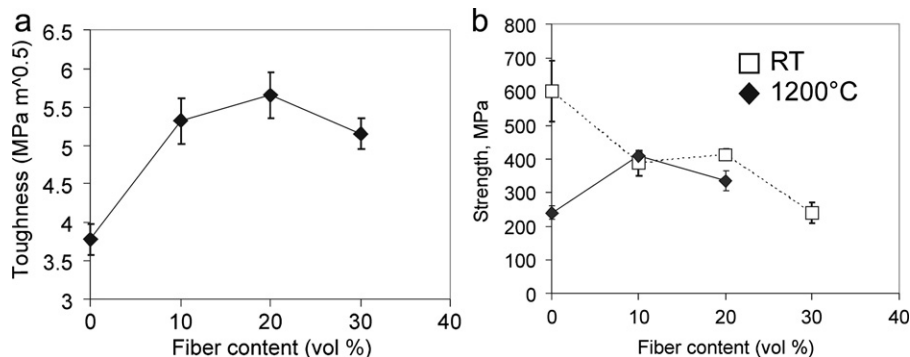 a
Toughness (MPa m^0.5)
6.5
6
5.5
5
4.5
4
3.5
3
0 10 20 30 40
Fiber content (vol %)
b
Strength, MPa
800
700
600
500
400
300
200
100
0
0 10 20 30 40
Fiber content (vol %)
RT
1200°C